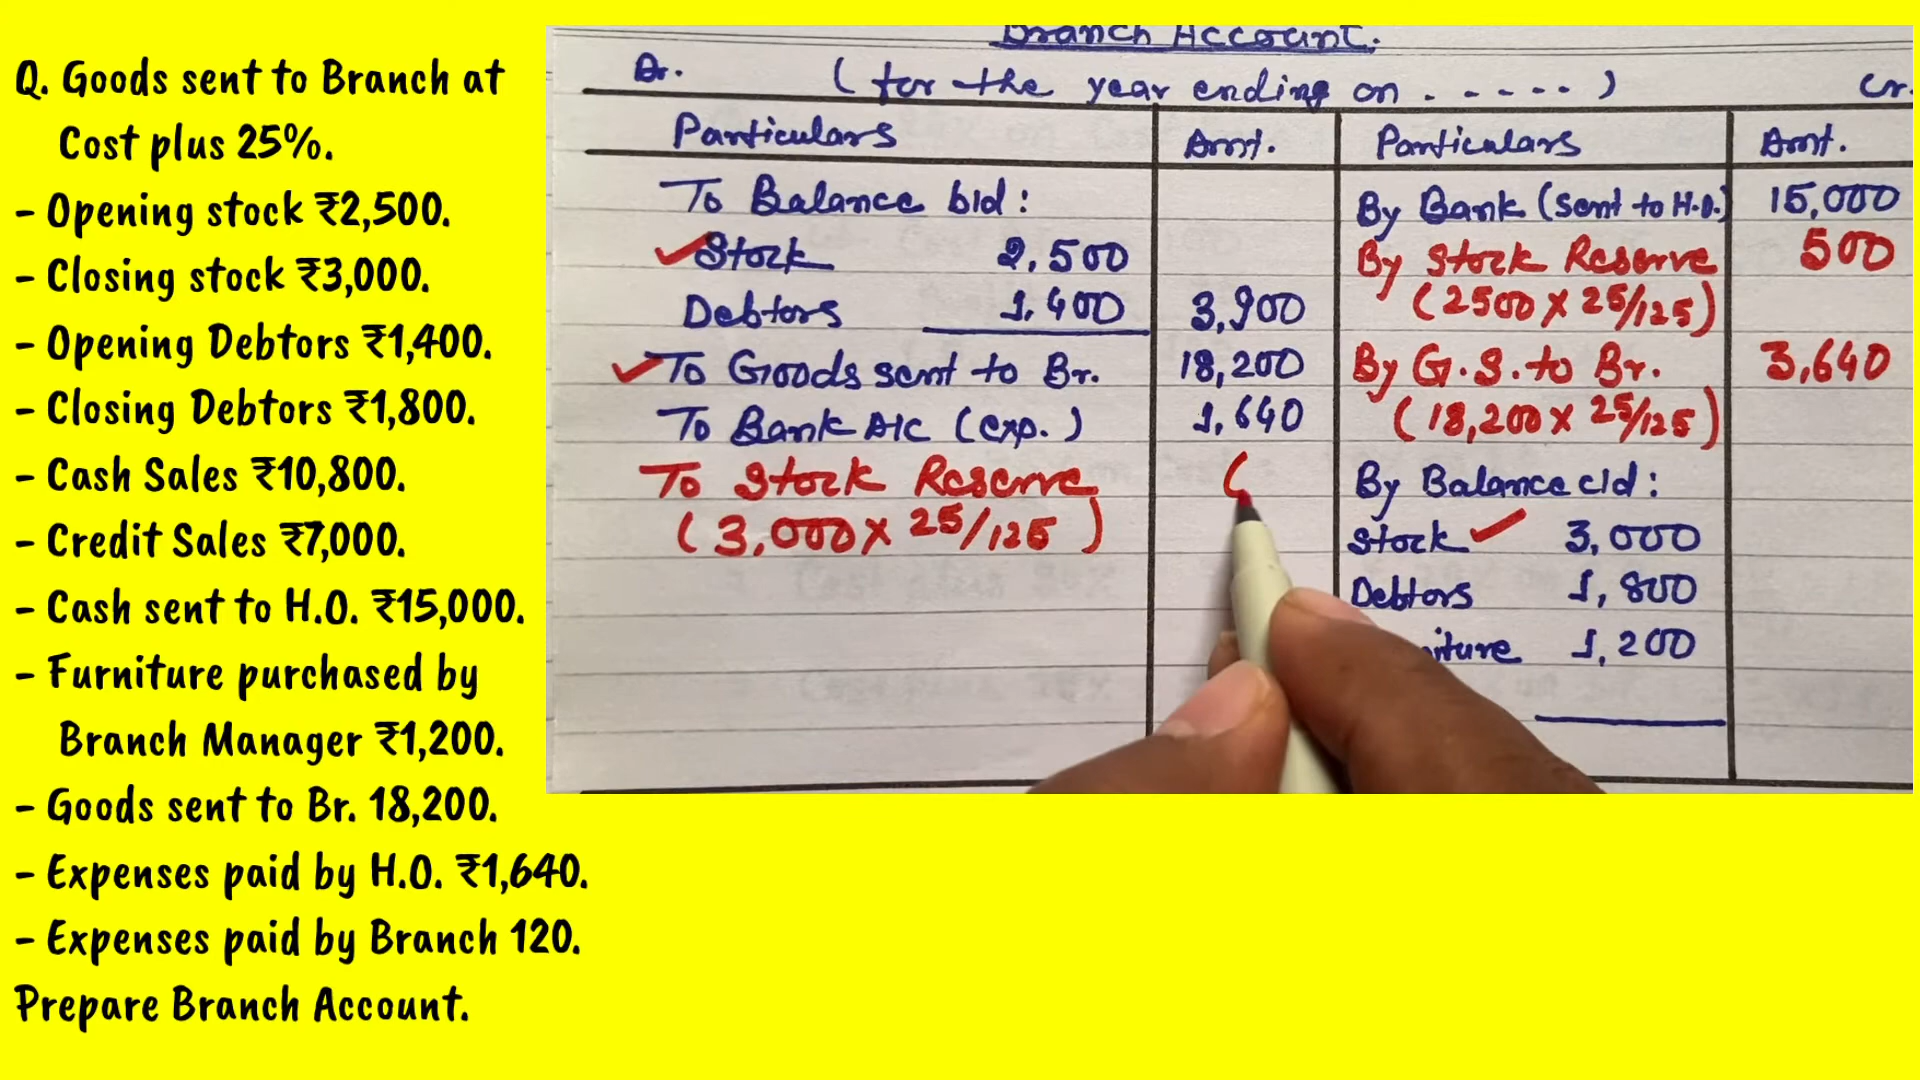 Q. Goods sent to Branch at
Cost plus 25%.
- Opening stock ₹2,500.
- Closing stock ₹3,000.
- Opening Debtors ₹1,400.
- Closing Debtors ₹1,800.
- Cash Sales ₹10,800.
- Credit Sales ₹7,000.
- Cash sent to H.O. ₹15,000.
- Furniture purchased by
Branch Manager ₹1,200.
- Goods sent to Br. 18,200.
- Expenses paid by H.O. ₹1,640.
- Expenses paid by Branch 120.
Prepare Branch Account.
Branch Account.
Dr. (for the year ending on . - - - - . ) Cr.
Particulars Amt. Particulars Amt.
To Balance b/d: By Bank (sent to H.O.) 15,000
Stock 2,500 By Stock Reserve 500
(2500 x 25/125)
Debtors 1,400 3,900
To Goods sent to Br. 18,200 By G.S. to Br. 3,640
To Bank A/c (exp.) 1,640 (18,200 x 25/125)
To Stock Reserve By Balance c/d:
(3,000 x 25/125) Stock 3,000
Debtors 1,800
iture 1,200